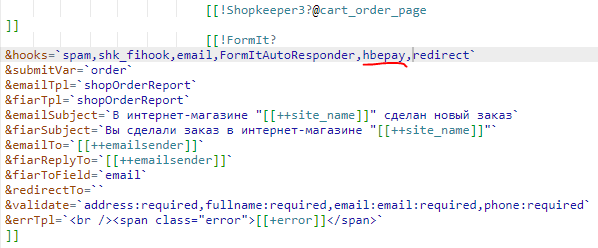 [[!Shopkeeper3?@cart_order_page
]]
[[!FormIt?
&hooks=`spam,shk_fihook,email,FormItAutoResponder,hbepay,redirect`
&submitVar=`order`
&emailTpl=`shopOrderReport`
&fiarTpl=`shopOrderReport`
&emailSubject=`В интернет-магазине "[[++site_name]]" сделан новый заказ`
&fiarSubject=`Вы сделали заказ в интернет-магазине "[[++site_name]]"`
&emailTo=`[[++emailsender]]`
&fiarReplyTo=`[[++emailsender]]`
&fiarToField=`email`
&redirectTo=``
&validate=`address:required,fullname:required,email:email:required,phone:required`
&errTpl=`<br /><span class="error">[[+error]]</span>`
]]